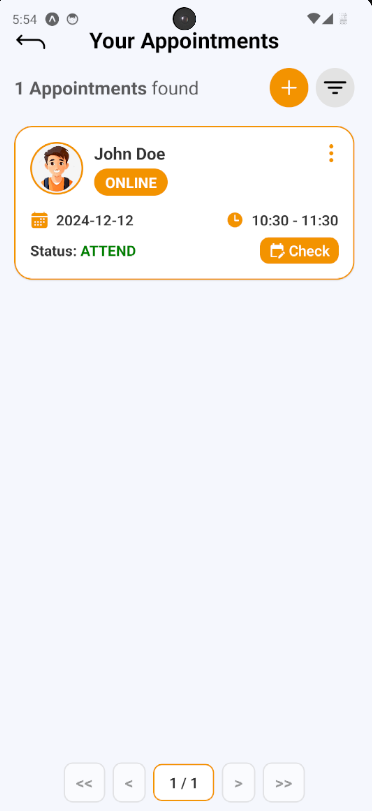 5:54
Your Appointments
1 Appointments found
John Doe
ONLINE
2024-12-12 10:30 - 11:30
Status: ATTEND Check
<< < 1 / 1 > >>